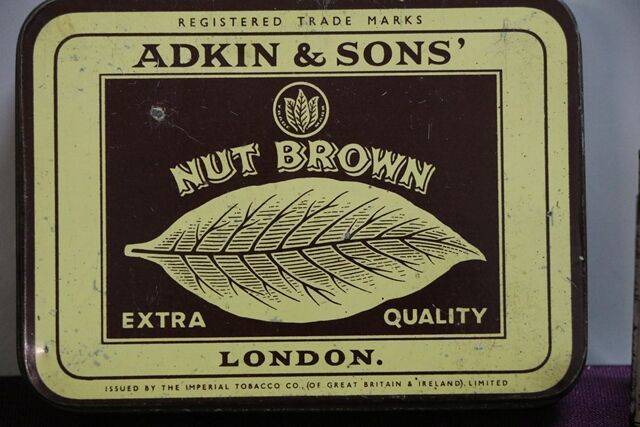 REGISTERED TRADE MARKS
ADKIN & SONS'
NUT BROWN
EXTRA QUALITY
LONDON.
ISSUED BY THE IMPERIAL TOBACCO CO., (OF GREAT BRITAIN & IRELAND), LIMITED